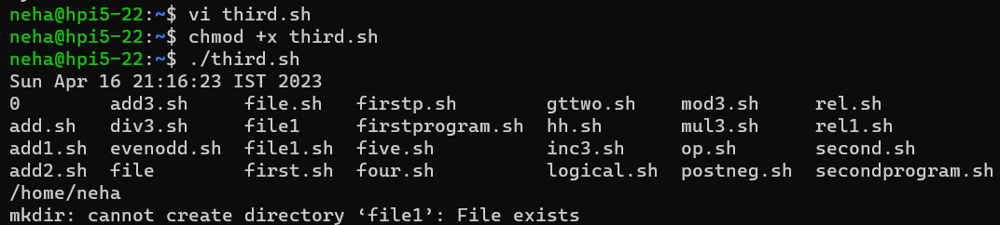 neha@hpi5-22:~$ vi third.sh
neha@hpi5-22:~$ chmod +x third.sh
neha@hpi5-22:~$ ./third.sh
Sun Apr 16 21:16:23 IST 2023
0       add3.sh     file.sh   firstp.sh        gttwo.sh    mod3.sh     rel.sh
add.sh  div3.sh     file1     firstprogram.sh  hh.sh       mul3.sh     rel1.sh
add1.sh evenodd.sh  file1.sh  five.sh          inc3.sh     op.sh       second.sh
add2.sh file        first.sh  four.sh          logical.sh  postneg.sh  secondprogram.sh
/home/neha
mkdir: cannot create directory ‘file1’: File exists